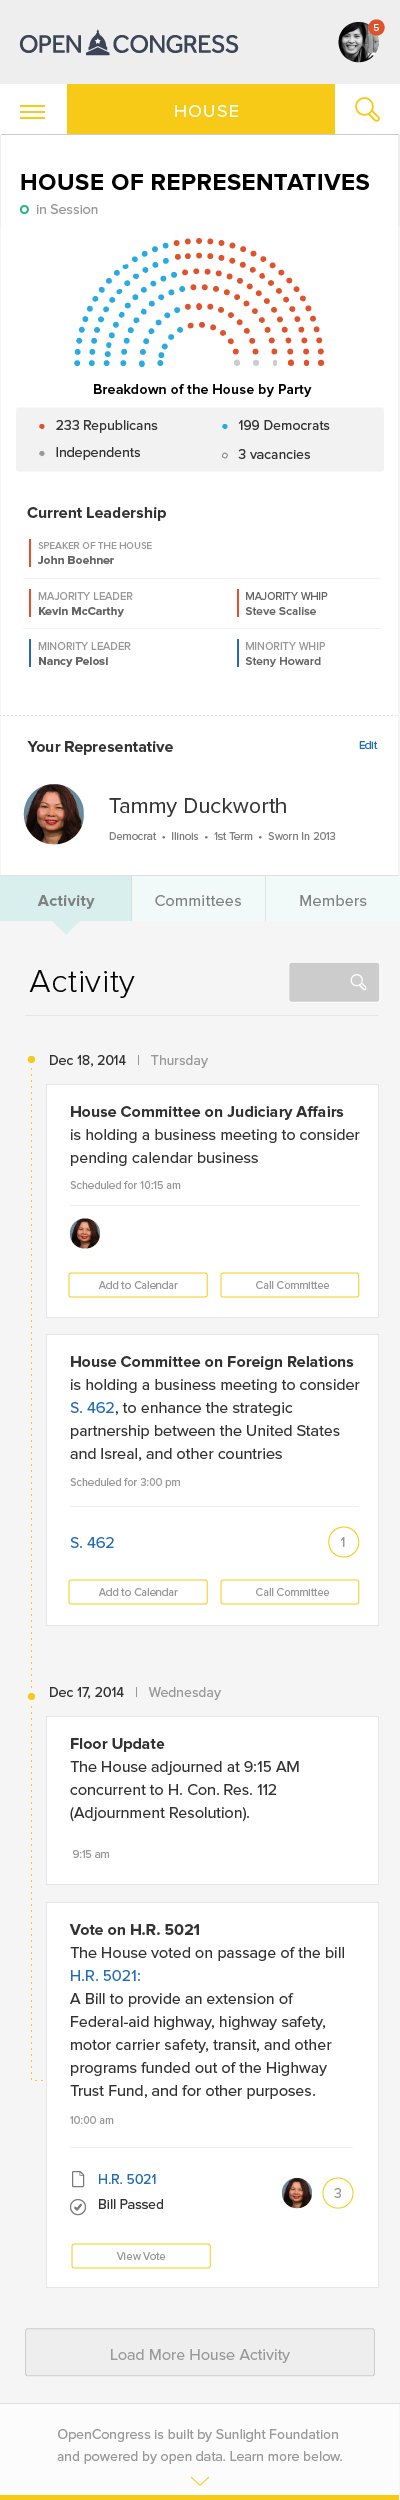 OPEN CONGRESS
5
HOUSE
HOUSE OF REPRESENTATIVES
in Session
Breakdown of the House by Party
233 Republicans
199 Democrats
Independents
3 vacancies
Current Leadership
SPEAKER OF THE HOUSE
John Boehner
MAJORITY LEADER
Kevin McCarthy
MAJORITY WHIP
Steve Scalise
MINORITY LEADER
Nancy Pelosi
MINORITY WHIP
Steny Howard
Your Representative
Edit
Tammy Duckworth
Democrat • Illinois • 1st Term • Sworn In 2013
Activity
Committees
Members
Activity
Dec 18, 2014 | Thursday
House Committee on Judiciary Affairs
is holding a business meeting to consider
pending calendar business
Scheduled for 10:15 am
Add to Calendar
Call Committee
House Committee on Foreign Relations
is holding a business meeting to consider
S. 462, to enhance the strategic
partnership between the United States
and Isreal, and other countries
Scheduled for 3:00 pm
S. 462
1
Add to Calendar
Call Committee
Dec 17, 2014 | Wednesday
Floor Update
The House adjourned at 9:15 AM
concurrent to H. Con. Res. 112
(Adjournment Resolution).
9:15 am
Vote on H.R. 5021
The House voted on passage of the bill
H.R. 5021:
A Bill to provide an extension of
Federal-aid highway, highway safety,
motor carrier safety, transit, and other
programs funded out of the Highway
Trust Fund, and for other purposes.
10:00 am
H.R. 5021
Bill Passed
3
View Vote
Load More House Activity
OpenCongress is built by Sunlight Foundation
and powered by open data. Learn more below.